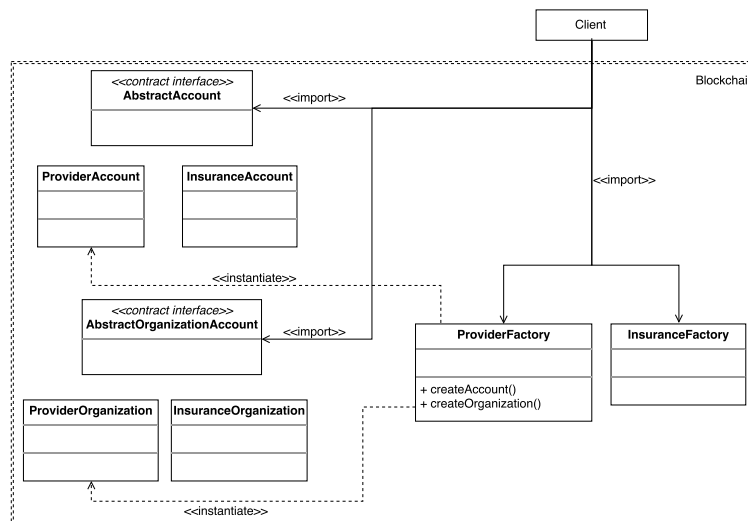 Client
Blockchai
<<contract interface>>
AbstractAccount
<<import>>
ProviderAccount
InsuranceAccount
<<import>>
<<instantiate>>
<<contract interface>>
AbstractOrganizationAccount
<<import>>
ProviderFactory
InsuranceFactory
+ createAccount()
+ createOrganization()
ProviderOrganization
InsuranceOrganization
<<instantiate>>